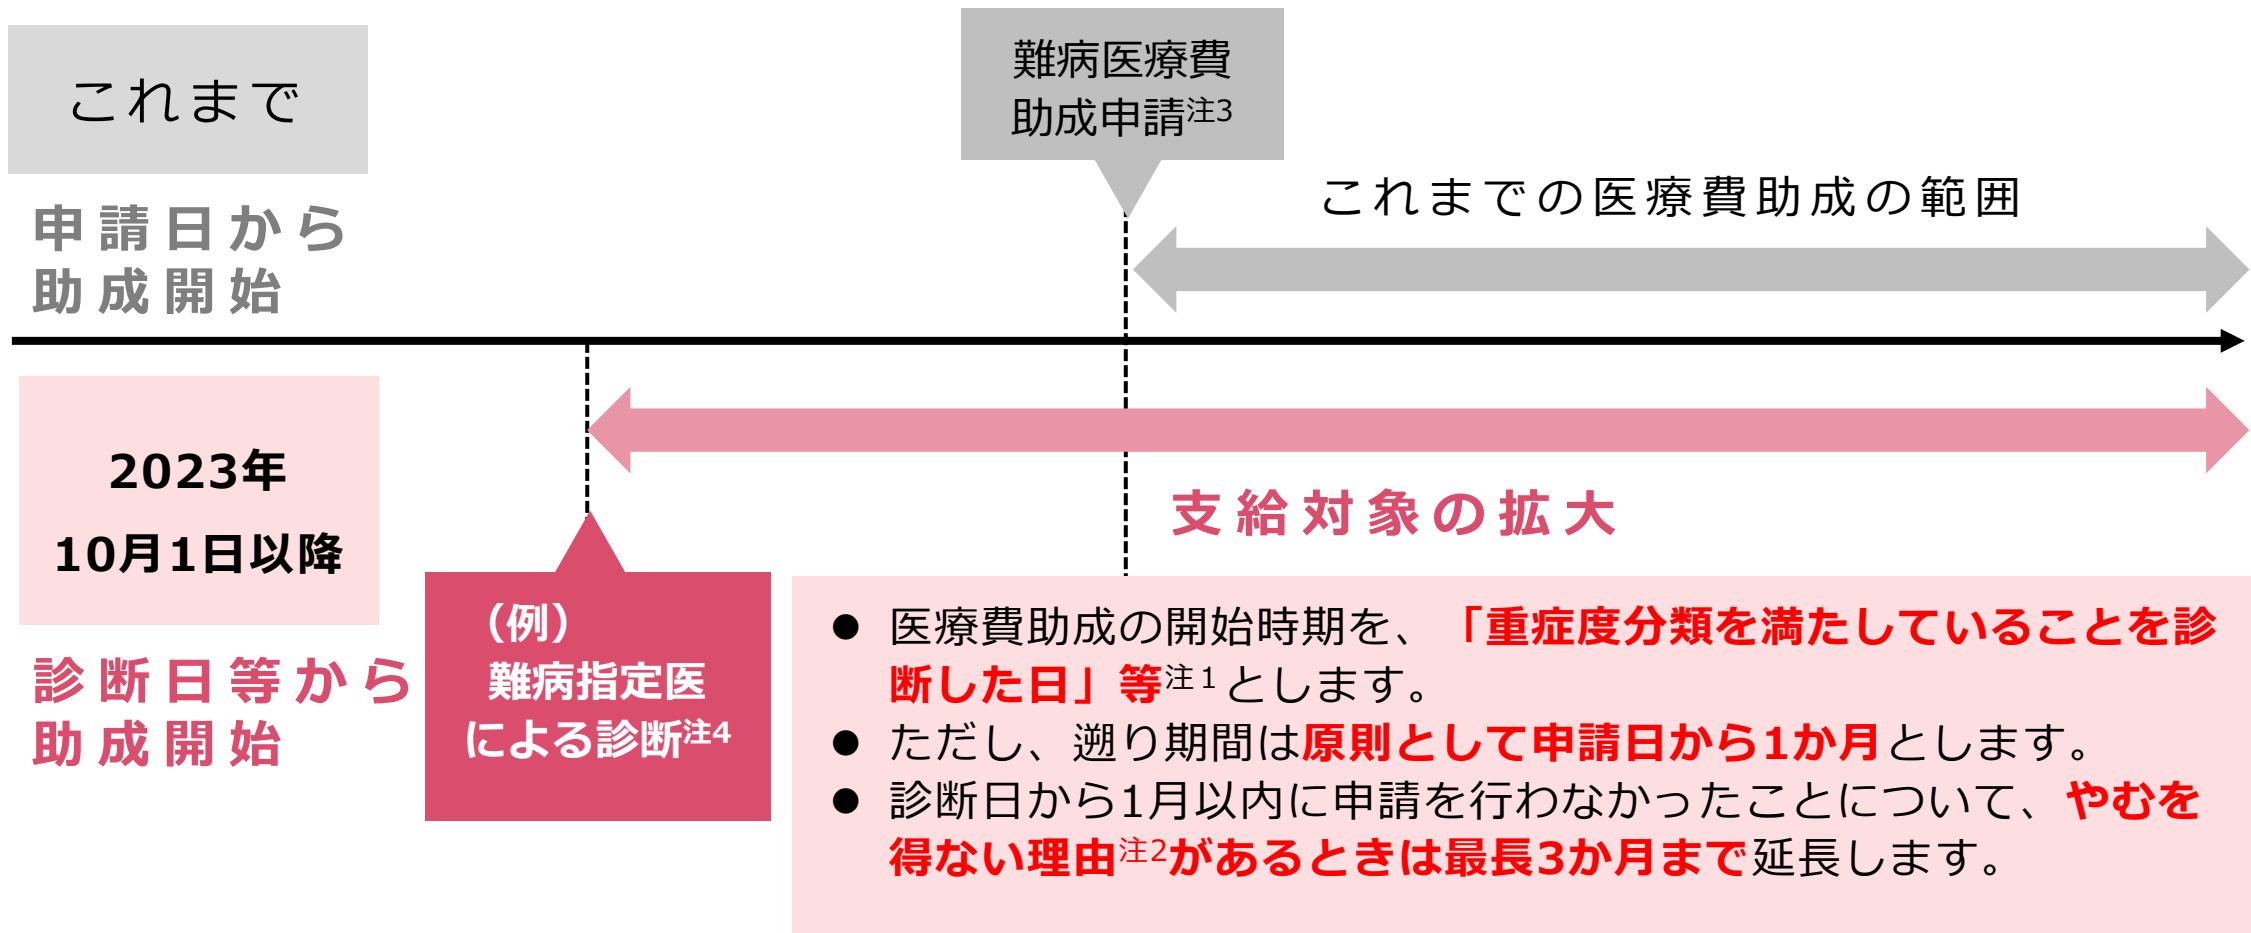 これまで
難病医療費
助成申請注3
申請日から
助成開始
これまでの医療費助成の範囲
2023年
10月1日以降
支給対象の拡大
診断日等から
助成開始
（例）
難病指定医
による診断注4
● 医療費助成の開始時期を、「重症度分類を満たしていることを診
断した日」等注１とします。
● ただし、遡り期間は原則として申請日から1か月とします。
● 診断日から1月以内に申請を行わなかったことについて、やむを
得ない理由注2があるときは最長3か月まで延長します。